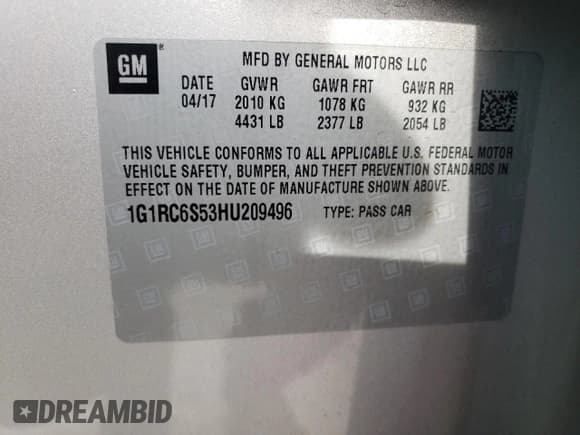 GM ®
MFD BY GENERAL MOTORS LLC
DATE GVWR GAWR FRT GAWR RR
04/17 2010 KG 1078 KG 932 KG
4431 LB 2377 LB 2054 LB
THIS VEHICLE CONFORMS TO ALL APPLICABLE U.S. FEDERAL MOTOR
VEHICLE SAFETY, BUMPER, AND THEFT PREVENTION STANDARDS IN
EFFECT ON THE DATE OF MANUFACTURE SHOWN ABOVE.
1G1RC6S53HU209496 TYPE: PASS CAR
DREAMBID